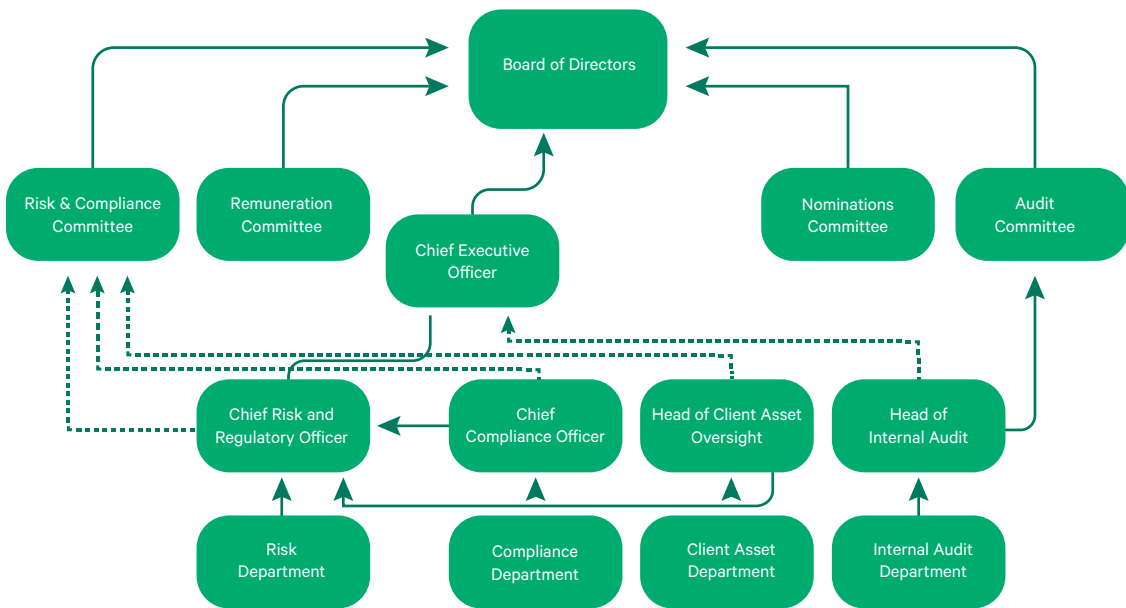 Board of Directors
Risk & Compliance
Committee
Remuneration
Committee
Nominations
Committee
Audit
Committee
Chief Executive
Officer
Chief Risk and
Regulatory Officer
Chief
Compliance Officer
Head of Client Asset
Oversight
Head of
Internal Audit
Risk
Department
Compliance
Department
Client Asset
Department
Internal Audit
Department